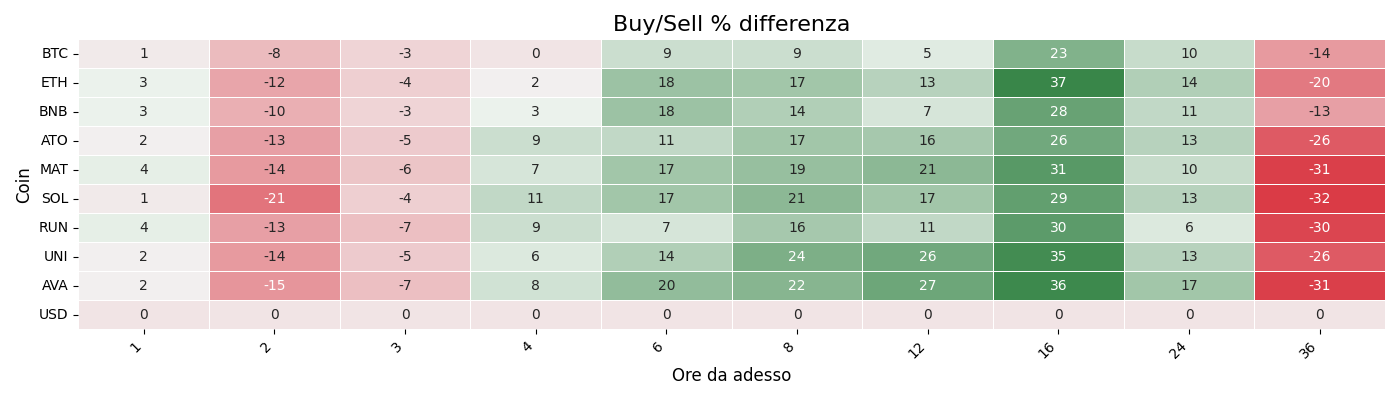 Buy/Sell % differenza
Coin
BTC 1 -8 -3 0 9 9 5 23 10 -14
ETH 3 -12 -4 2 18 17 13 37 14 -20
BNB 3 -10 -3 3 18 14 7 28 11 -13
ATO 2 -13 -5 9 11 17 16 26 13 -26
MAT 4 -14 -6 7 17 19 21 31 10 -31
SOL 1 -21 -4 11 17 21 17 29 13 -32
RUN 4 -13 -7 9 7 16 11 30 6 -30
UNI 2 -14 -5 6 14 24 26 35 13 -26
AVA 2 -15 -7 8 20 22 27 36 17 -31
USD 0 0 0 0 0 0 0 0 0 0
1 2 3 4 6 8 12 16 24 36
Ore da adesso